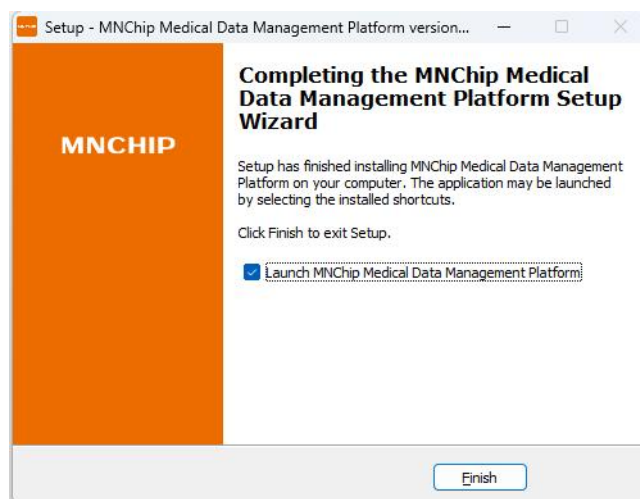 Setup - MNChip Medical Data Management Platform version...
Completing the MNChip Medical
Data Management Platform Setup
Wizard
MNCHIP
Setup has finished installing MNChip Medical Data Management
Platform on your computer. The application may be launched
by selecting the installed shortcuts.
Click Finish to exit Setup.
Launch MNChip Medical Data Management Platform
Finish